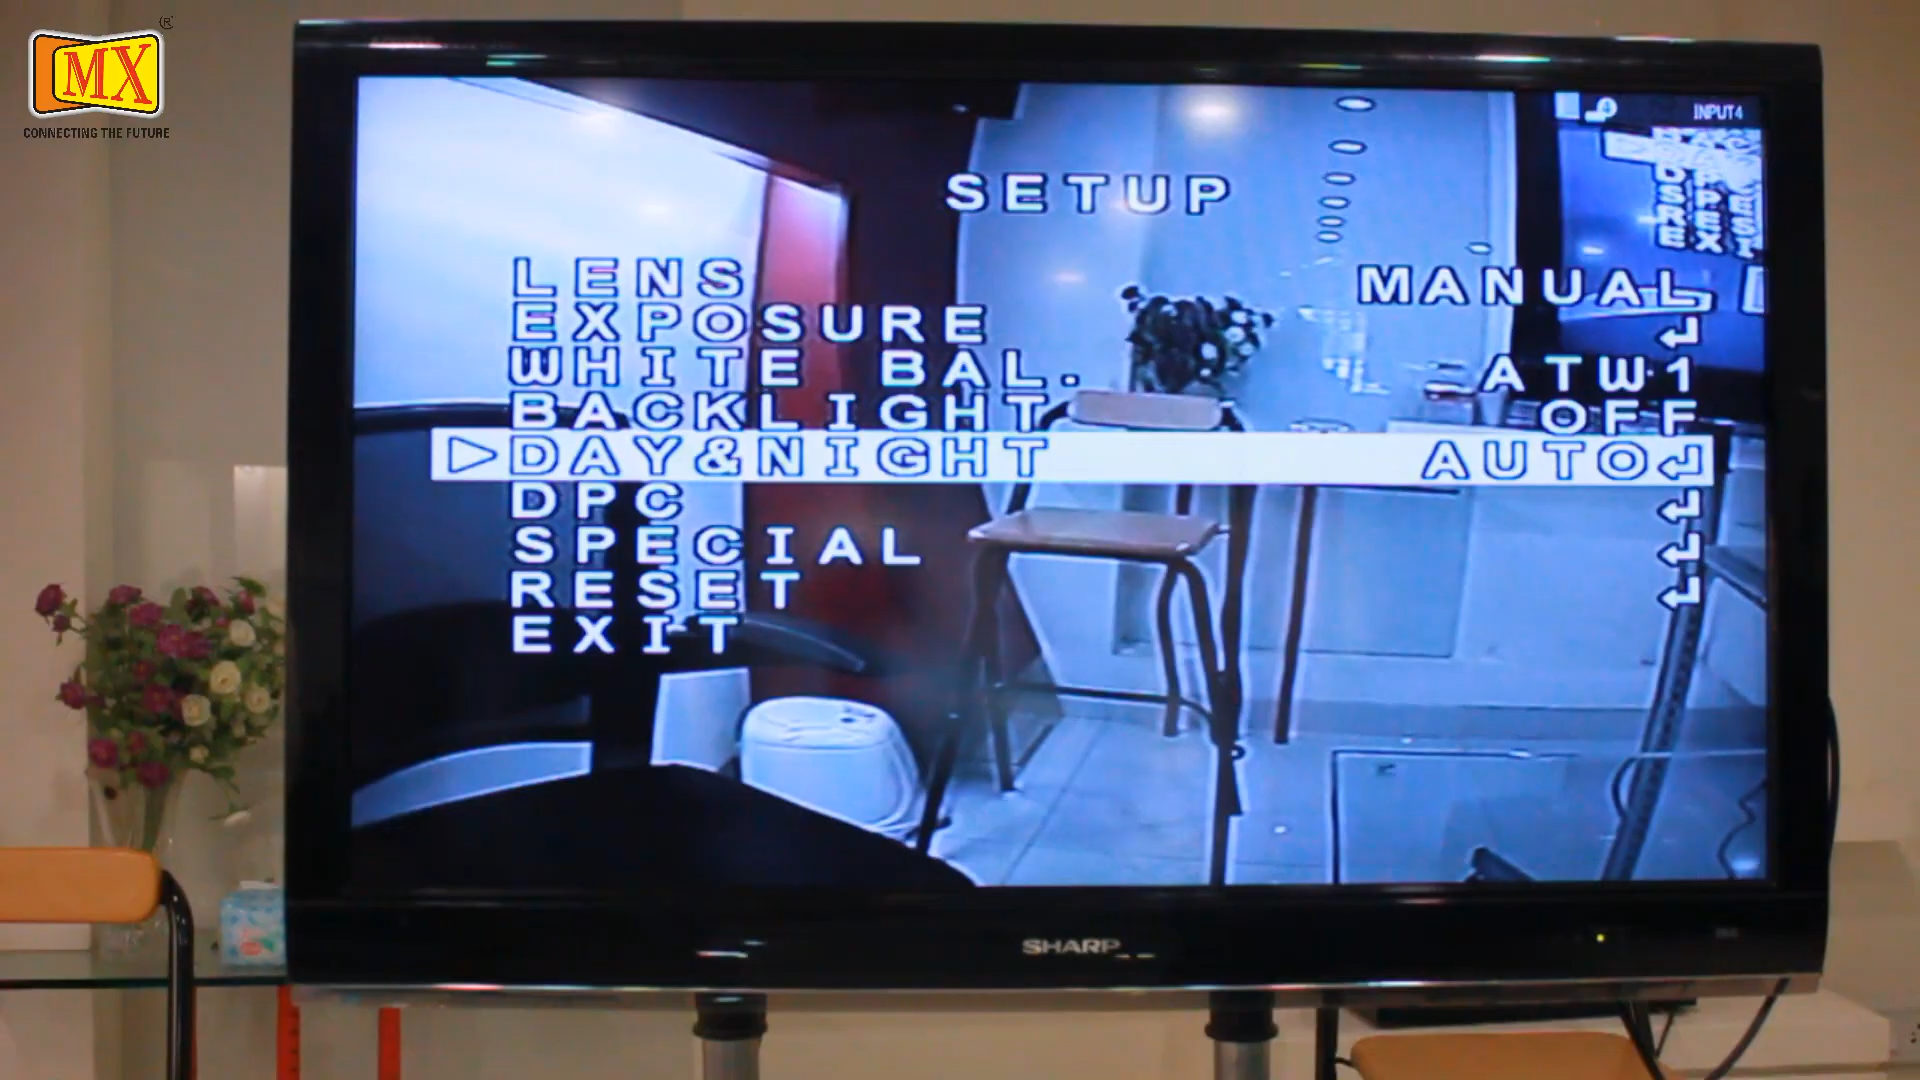 MX
®
CONNECTING THE FUTURE
INPUT4
SETUP
LENS MANUAL
EXPOSURE ↲
WHITE BAL. ATW1
BACKLIGHT OFF
▷DAY&NIGHT AUTO↲
DPC ↲
SPECIAL ↲
RESET ↲
EXIT
SHARP